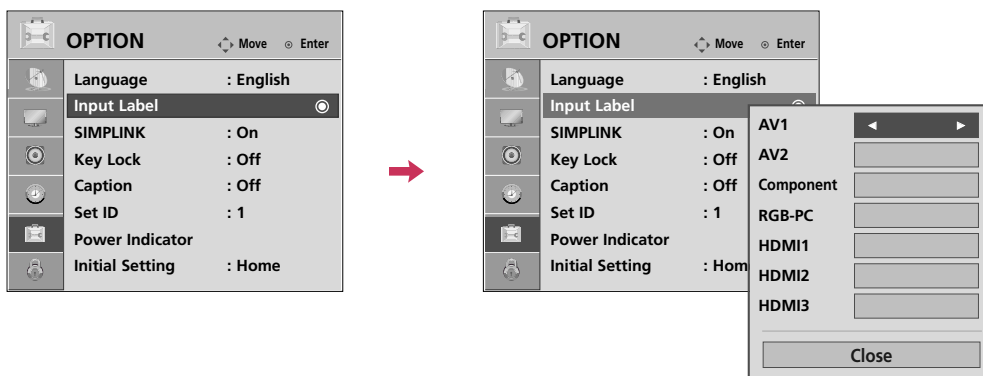 OPTION Move Enter
Language : English
Input Label
SIMPLINK : On
Key Lock : Off
Caption : Off
Set ID : 1
Power Indicator
Initial Setting : Home
OPTION Move Enter
Language : English
Input Label
SIMPLINK : On
Key Lock : Off
Caption : Off
Set ID : 1
Power Indicator
Initial Setting : Hom
AV1
AV2
Component
RGB-PC
HDMI1
HDMI2
HDMI3
Close